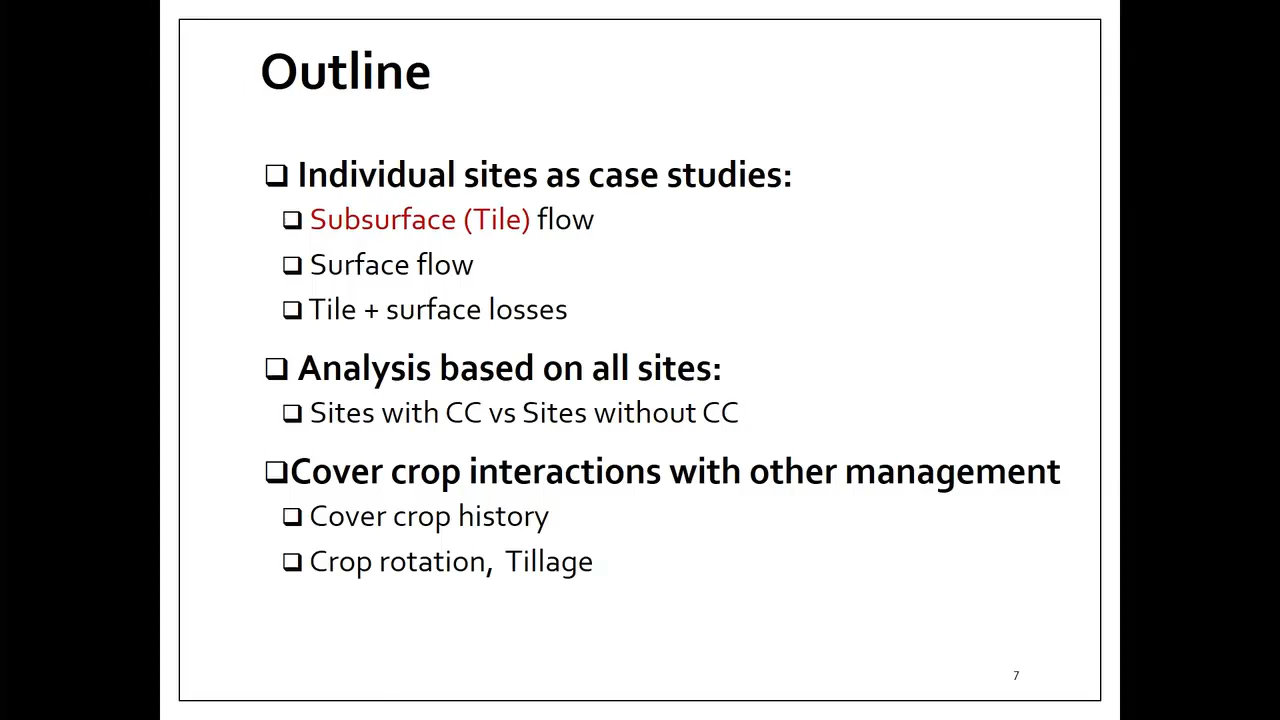 Outline
❑ Individual sites as case studies:
❑ Subsurface (Tile) flow
❑ Surface flow
❑ Tile + surface losses
❑ Analysis based on all sites:
❑ Sites with CC vs Sites without CC
❑Cover crop interactions with other management
❑ Cover crop history
❑ Crop rotation, Tillage
7